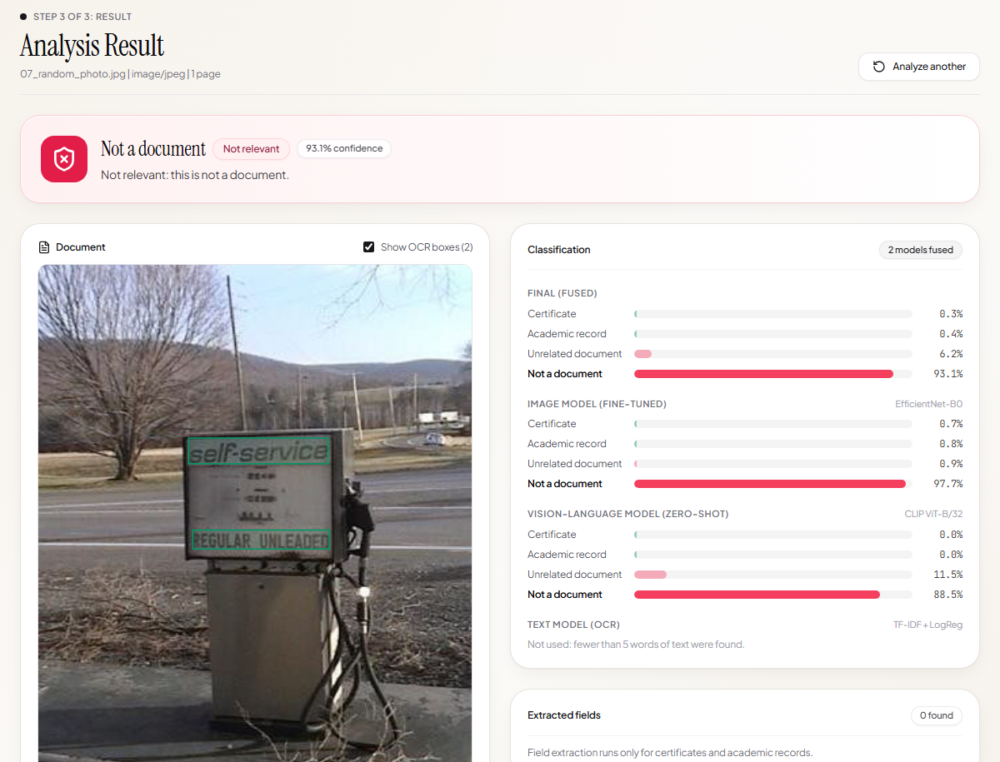 STEP 3 OF 3: RESULT
Analysis Result
07_random_photo.jpg | image/jpeg | 1 page
Analyze another
Not a document
Not relevant
93.1% confidence
Not relevant: this is not a document.
Document
Show OCR boxes (2)
self-service
REGULAR UNLEADED
Classification
2 models fused
FINAL (FUSED)
Certificate 0.3%
Academic record 0.4%
Unrelated document 6.2%
Not a document 93.1%
IMAGE MODEL (FINE-TUNED) EfficientNet-B0
Certificate 0.7%
Academic record 0.8%
Unrelated document 0.9%
Not a document 97.7%
VISION-LANGUAGE MODEL (ZERO-SHOT) CLIP ViT-B/32
Certificate 0.0%
Academic record 0.0%
Unrelated document 11.5%
Not a document 88.5%
TEXT MODEL (OCR) TF-IDF + LogReg
Not used: fewer than 5 words of text were found.
Extracted fields
0 found
Field extraction runs only for certificates and academic records.